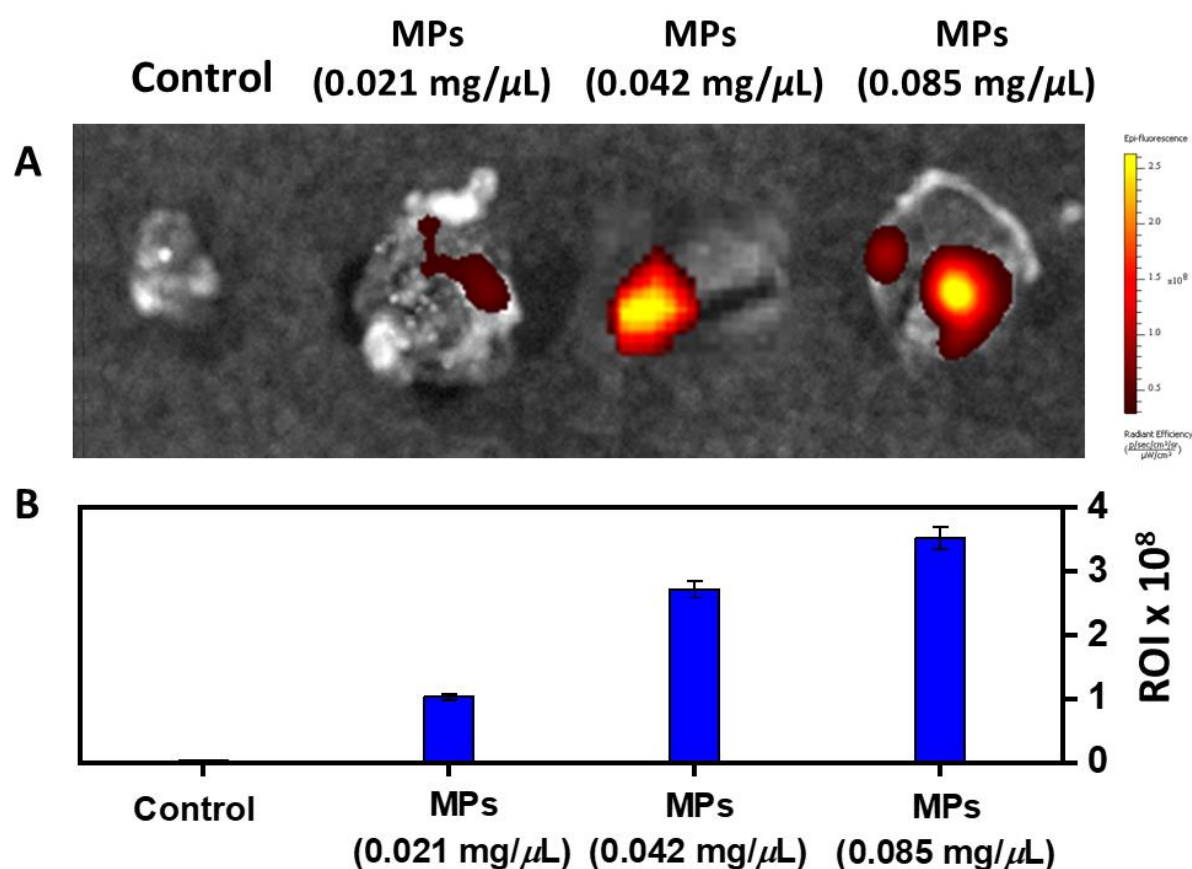 Control
MPs
(0.021 mg/μL)
MPs
(0.042 mg/μL)
MPs
(0.085 mg/μL)
A
Epi-fluorescence
2.5
2.0
1.5
x10⁸
1.0
0.5
Radiant Efficiency
B
4
3
2
1
0
ROI x 10⁸
Control
MPs
(0.021 mg/μL)
MPs
(0.042 mg/μL)
MPs
(0.085 mg/μL)